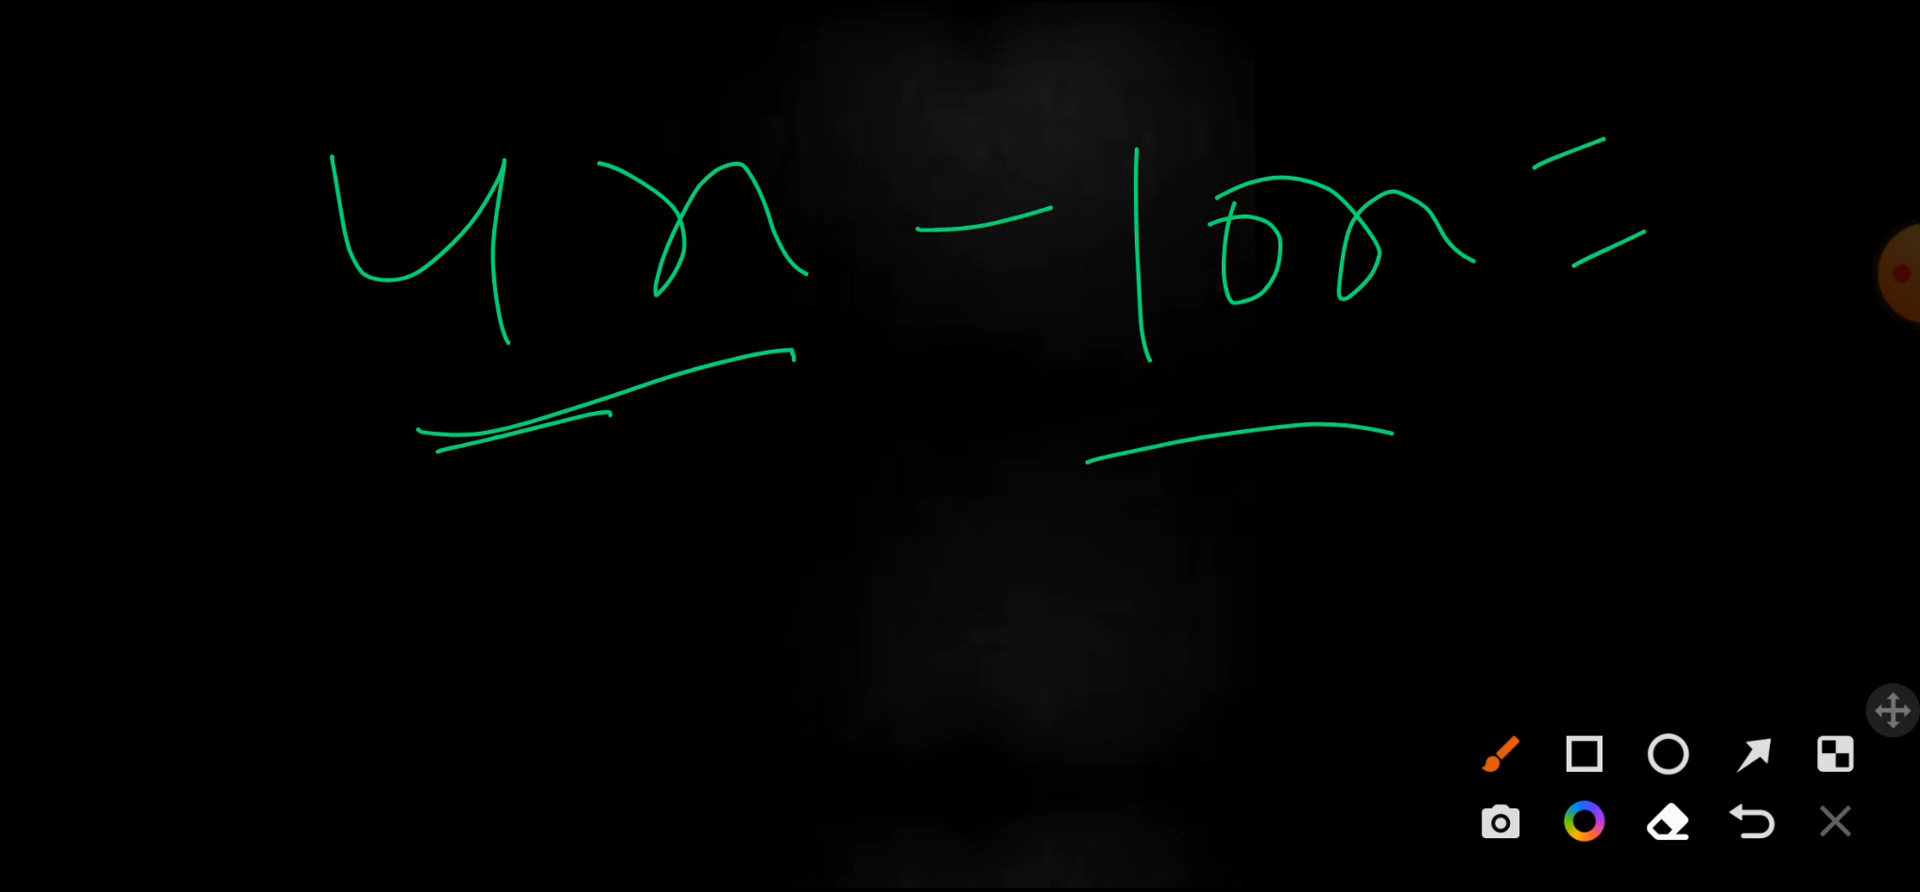 4x - 10x =